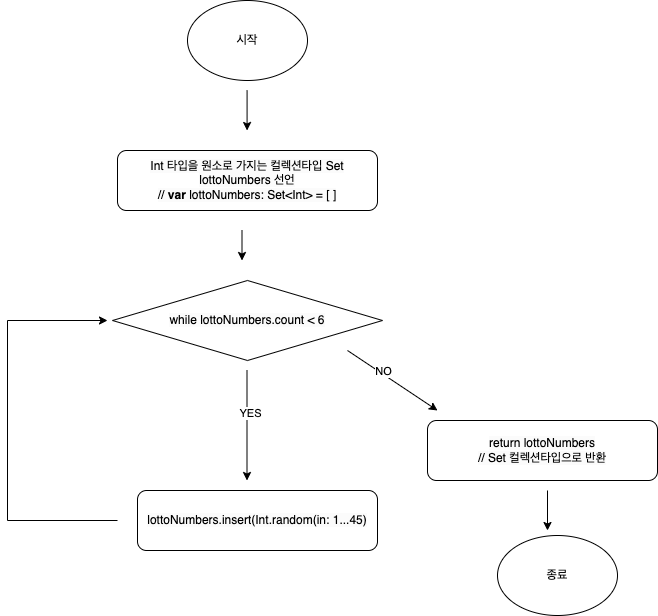 시작
Int 타입을 원소로 가지는 컬렉션타입 Set
lottoNumbers 선언
// var lottoNumbers: Set<Int> = [ ]
while lottoNumbers.count < 6
NO
YES
return lottoNumbers
// Set 컬렉션타입으로 반환
lottoNumbers.insert(Int.random(in: 1...45)
종료